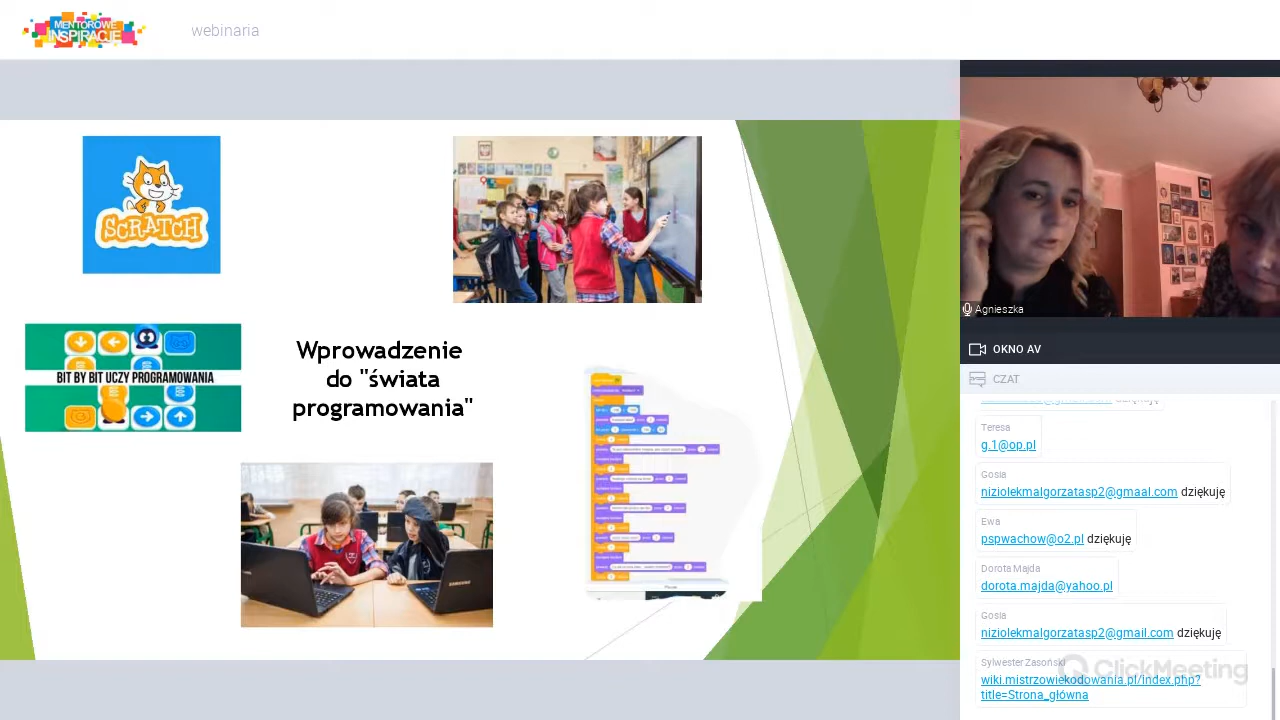 MENTOROWE
INSPIRACJE
webinaria
SCRATCH
BIT BY BIT UCZY PROGRAMOWANIA
Wprowadzenie
do "świata
programowania"
SAMSUNG
Agnieszka
OKNO AV
CZAT
dziękuję
Teresa
g.1@op.pl
Gosia
niziolekmalgorzatasp2@gmaal.com dziękuję
Ewa
pspwachow@o2.pl dziękuję
Dorota Majda
dorota.majda@yahoo.pl
Gosia
niziolekmalgorzatasp2@gmail.com dziękuję
Sylwester Zasoński
wiki.mistrzowiekodowania.pl/index.php?
title=Strona_główna
ClickMeeting